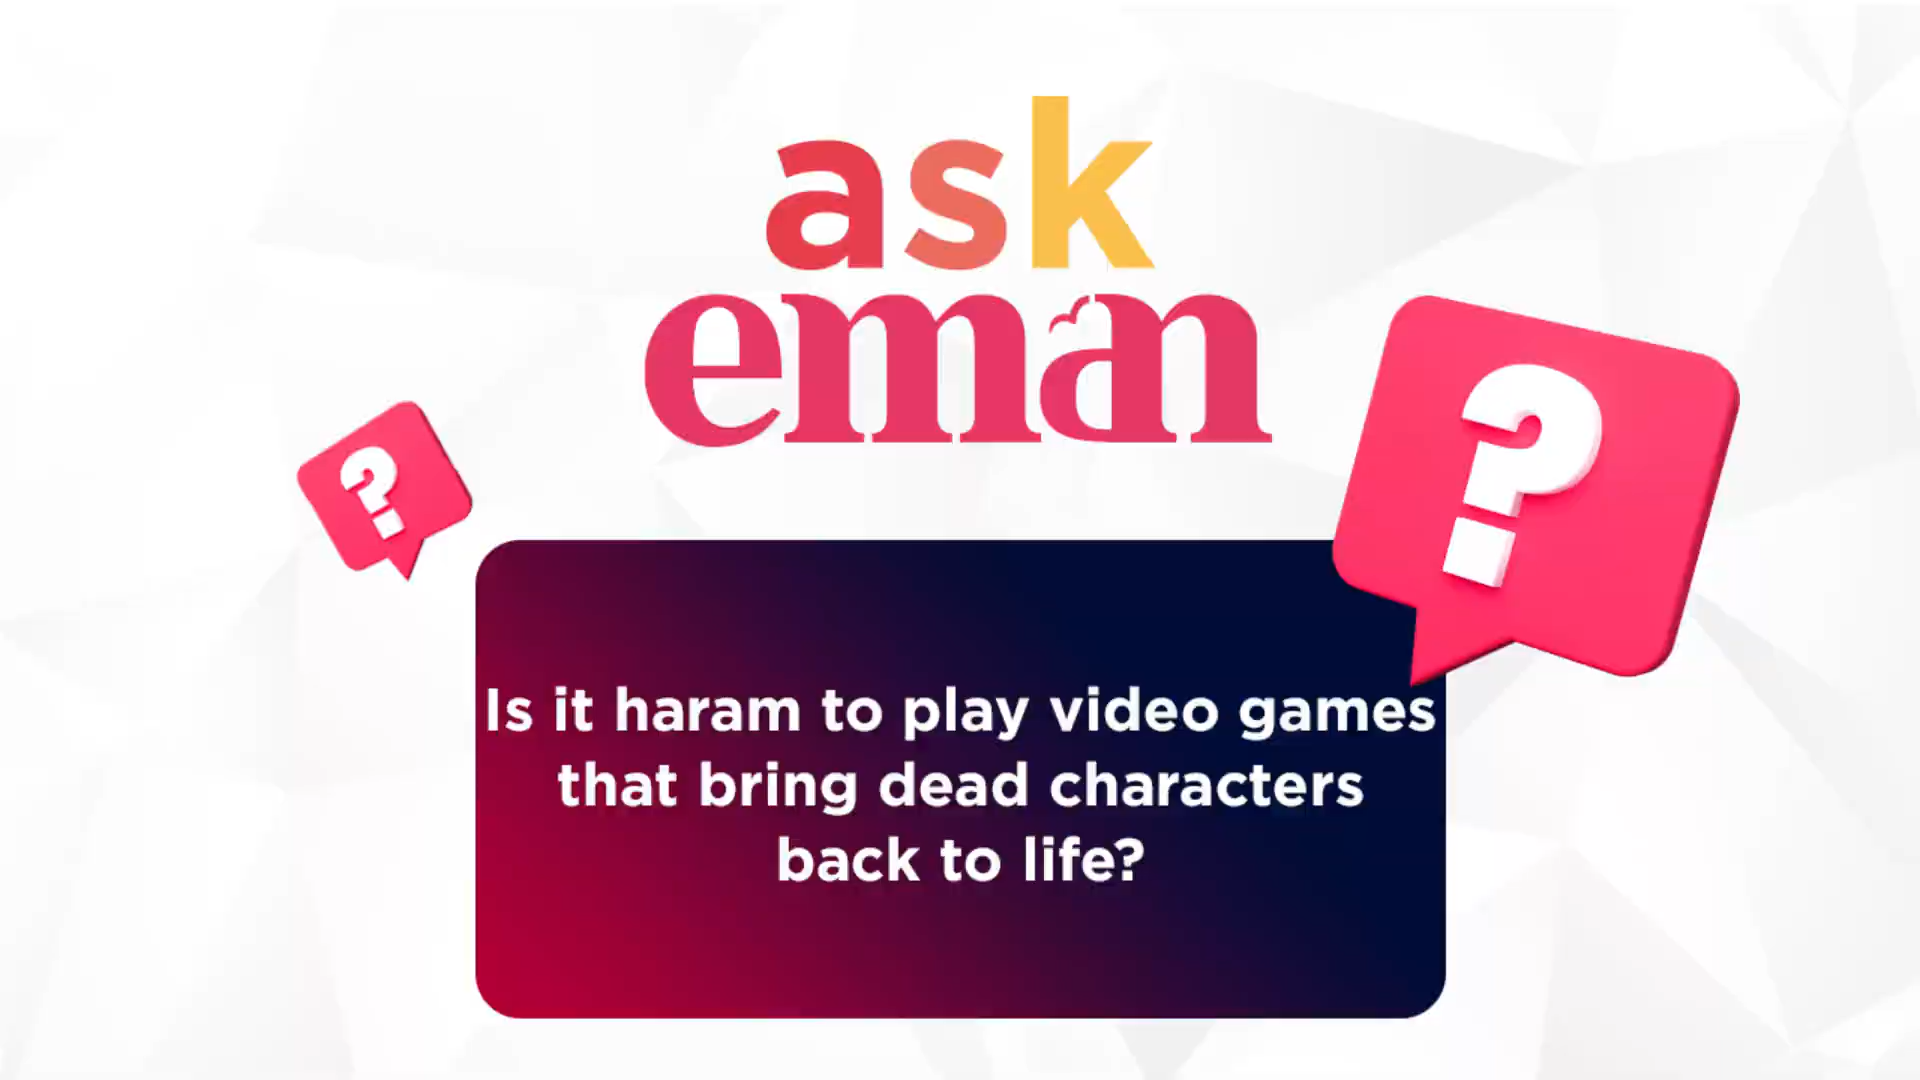 ask
eman
?
?
Is it haram to play video games
that bring dead characters
back to life?